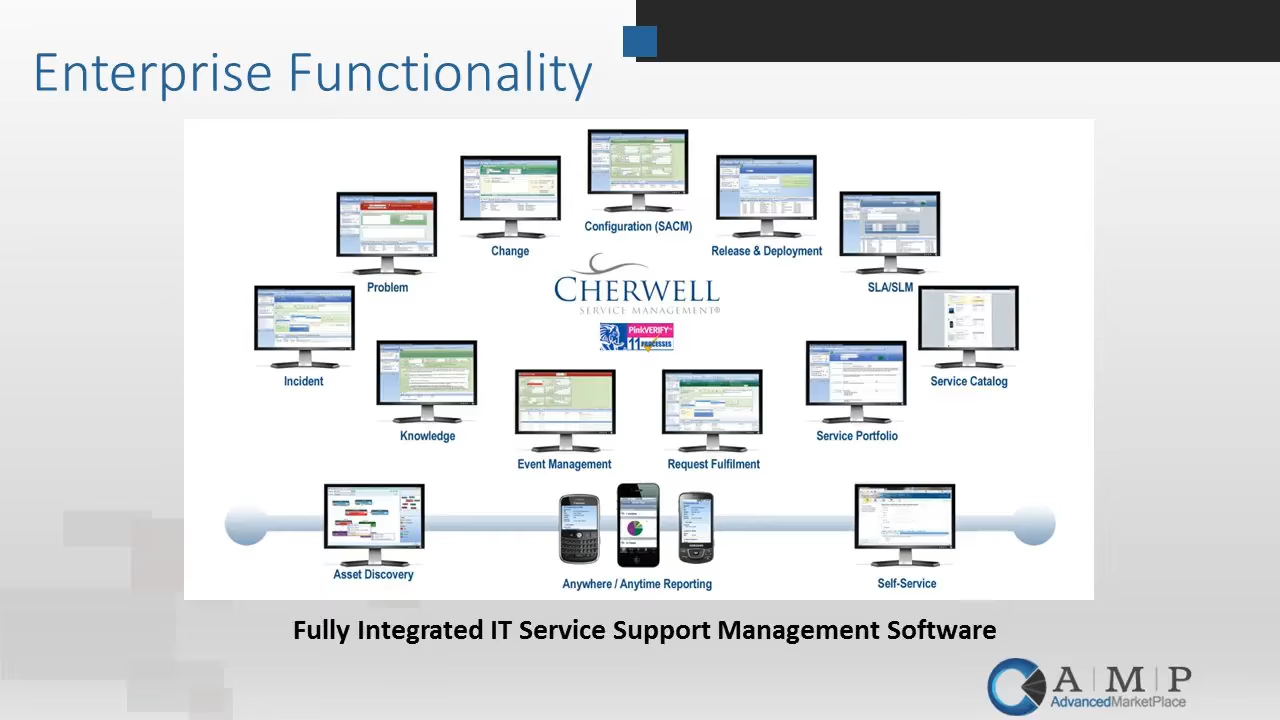 Enterprise Functionality
Configuration (SACM)
Change
Release & Deployment
Problem
SLA/SLM
CHERWELL
SERVICE MANAGEMENT®
PinkVERIFY™
11 PROCESSES
Incident
Service Catalog
Knowledge
Service Portfolio
Event Management
Request Fulfilment
Asset Discovery
Anywhere / Anytime Reporting
Self-Service
Fully Integrated IT Service Support Management Software
A | M | P
AdvancedMarketPlace